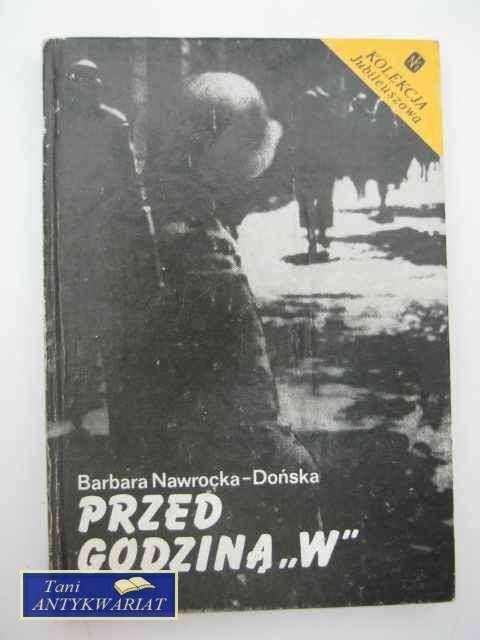 KOLEKCJA
Jubileuszowa
Barbara Nawrocka-Dońska
PRZED
GODZINĄ „W”
Tani
ANTYKWARIAT